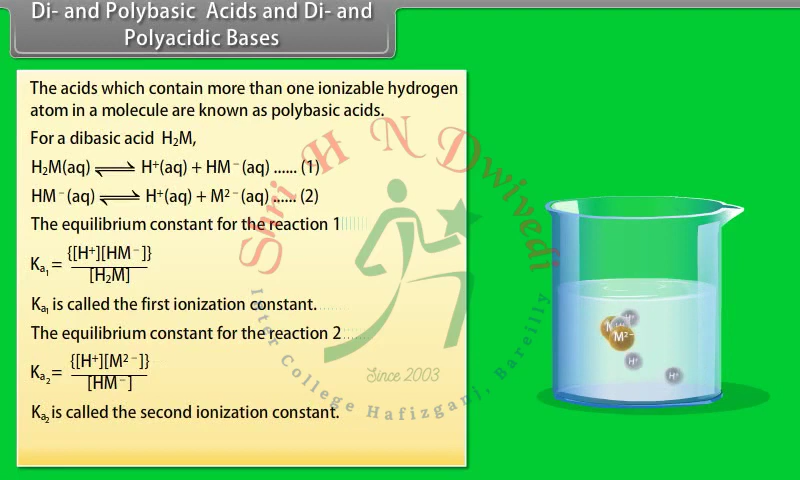 Di- and Polybasic Acids and Di- and
Polyacidic Bases
The acids which contain more than one ionizable hydrogen
atom in a molecule are known as polybasic acids.
For a dibasic acid H₂M,
H₂M(aq) ⇌ H⁺(aq) + HM⁻(aq) ...... (1)
HM⁻(aq) ⇌ H⁺(aq) + M²⁻(aq) ...... (2)
The equilibrium constant for the reaction 1
Kₐ₁ = {[H⁺][HM⁻]}
[H₂M]
Kₐ₁ is called the first ionization constant.
The equilibrium constant for the reaction 2
Kₐ₂ = {[H⁺][M²⁻]}
[HM⁻]
Kₐ₂ is called the second ionization constant.
Shri H N Dwivedi
Inter College Hafizganj, Bareilly
Since 2003
H⁺
M²⁻
H⁺
H⁺